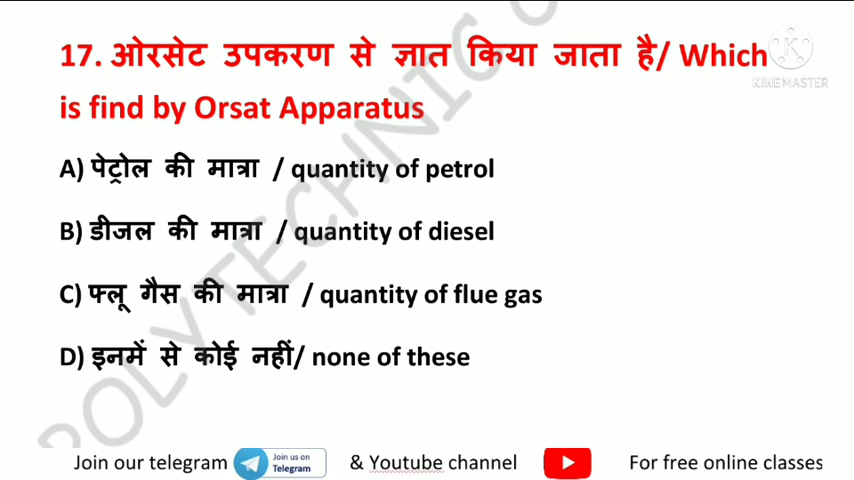 17. ओरसेट उपकरण से ज्ञात किया जाता है/ Which
is find by Orsat Apparatus
A) पेट्रोल की मात्रा / quantity of petrol
B) डीजल की मात्रा / quantity of diesel
C) फ्लू गैस की मात्रा / quantity of flue gas
D) इनमें से कोई नहीं/ none of these
POLYTECHNIC
K
KINEMASTER
Join our telegram Join us on Telegram & Youtube channel For free online classes